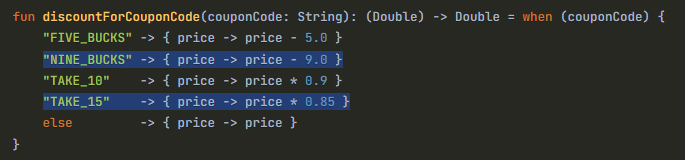 fun discountForCouponCode(couponCode: String): (Double) -> Double = when (couponCode) {
    "FIVE_BUCKS" -> { price -> price - 5.0 }
    "NINE_BUCKS" -> { price -> price - 9.0 }
    "TAKE_10"    -> { price -> price * 0.9 }
    "TAKE_15"    -> { price -> price * 0.85 }
    else         -> { price -> price }
}